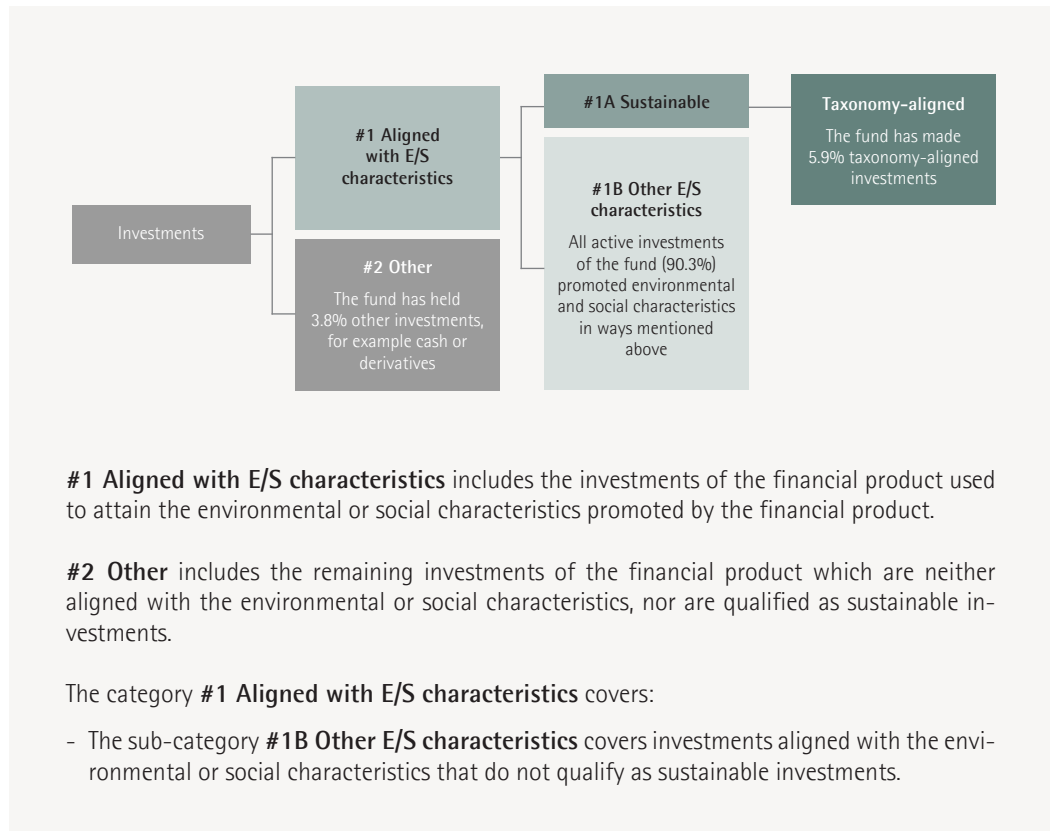 Investments
#1 Aligned
with E/S
characteristics
#2 Other
The fund has held
3.8% other investments,
for example cash or
derivatives
#1A Sustainable
#1B Other E/S
characteristics
All active investments
of the fund (90.3%)
promoted environmental
and social characteristics
in ways mentioned
above
Taxonomy-aligned
The fund has made
5.9% taxonomy-aligned
investments
#1 Aligned with E/S characteristics includes the investments of the financial product used
to attain the environmental or social characteristics promoted by the financial product.
#2 Other includes the remaining investments of the financial product which are neither
aligned with the environmental or social characteristics, nor are qualified as sustainable in-
vestments.
The category #1 Aligned with E/S characteristics covers:
- The sub-category #1B Other E/S characteristics covers investments aligned with the envi-
ronmental or social characteristics that do not qualify as sustainable investments.